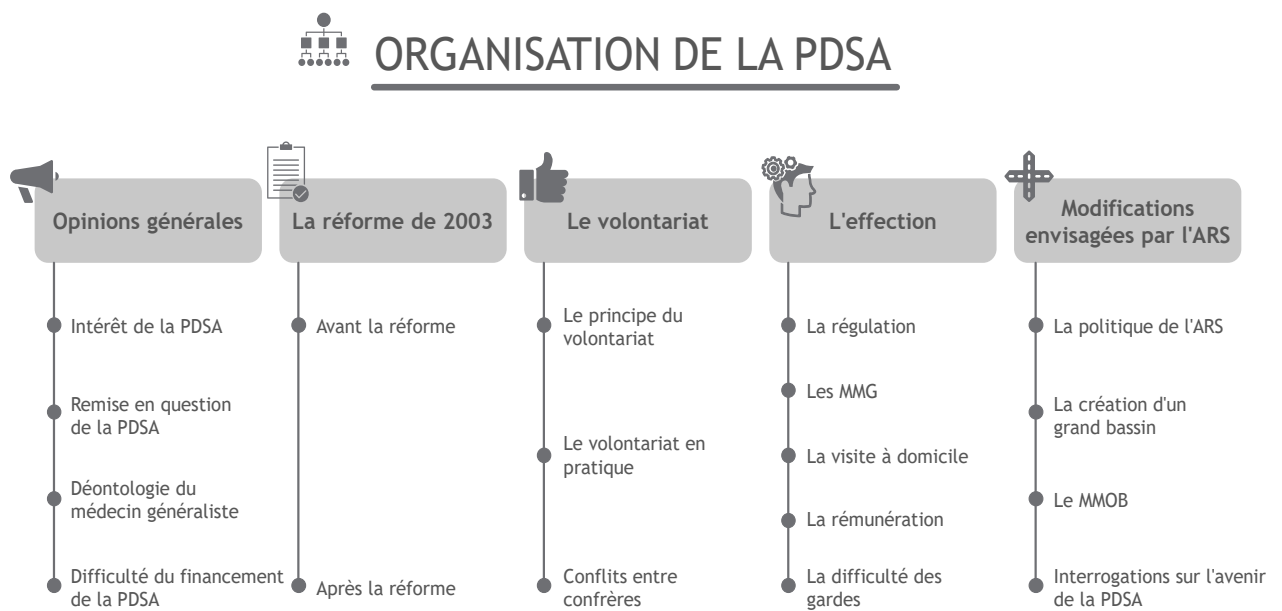 ORGANISATION DE LA PDSA
Opinions générales
Intérêt de la PDSA
Remise en question
de la PDSA
Déontologie du
médecin généraliste
Difficulté du financement
de la PDSA
La réforme de 2003
Avant la réforme
Après la réforme
Le volontariat
Le principe du
volontariat
Le volontariat en
pratique
Conflits entre
confrères
L'effection
La régulation
Les MMG
La visite à domicile
La rémunération
La difficulté des
gardes
Modifications
envisagées par l'ARS
La politique de l'ARS
La création d'un
grand bassin
Le MMOB
Interrogations sur l'avenir
de la PDSA